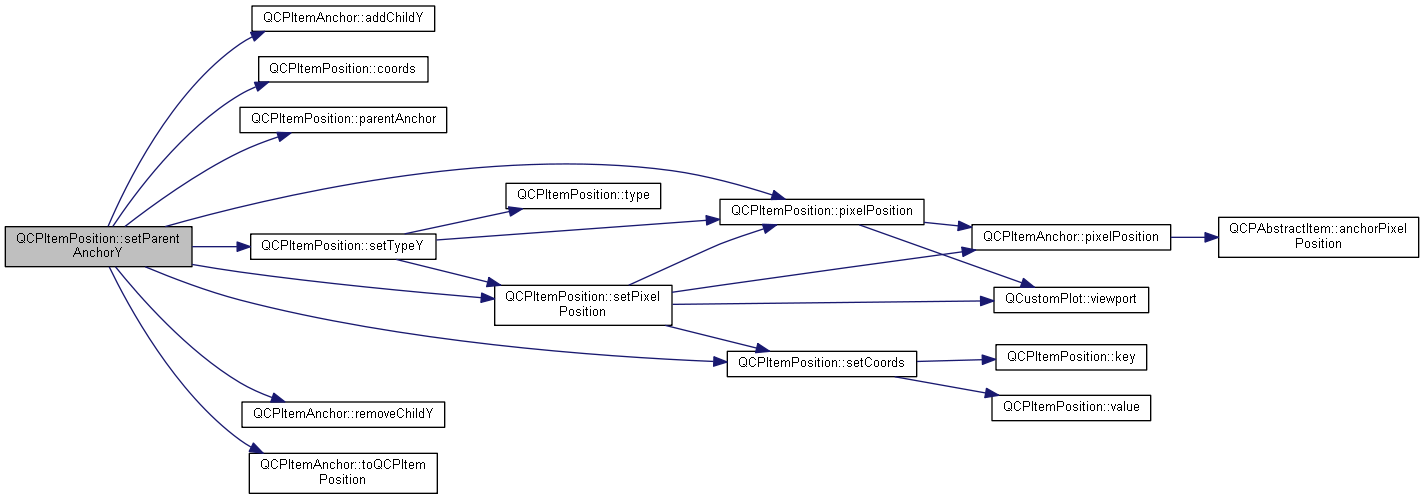 QCPItemAnchor::addChildY
QCPItemPosition::coords
QCPItemPosition::parentAnchor
QCPItemPosition::type
QCPItemPosition::pixelPosition
QCPItemPosition::setParent
AnchorY
QCPItemPosition::setTypeY
QCPItemAnchor::pixelPosition
QCPAbstractItem::anchorPixel
Position
QCPItemPosition::setPixel
Position
QCustomPlot::viewport
QCPItemPosition::setCoords
QCPItemPosition::key
QCPItemPosition::value
QCPItemAnchor::removeChildY
QCPItemAnchor::toQCPItem
Position